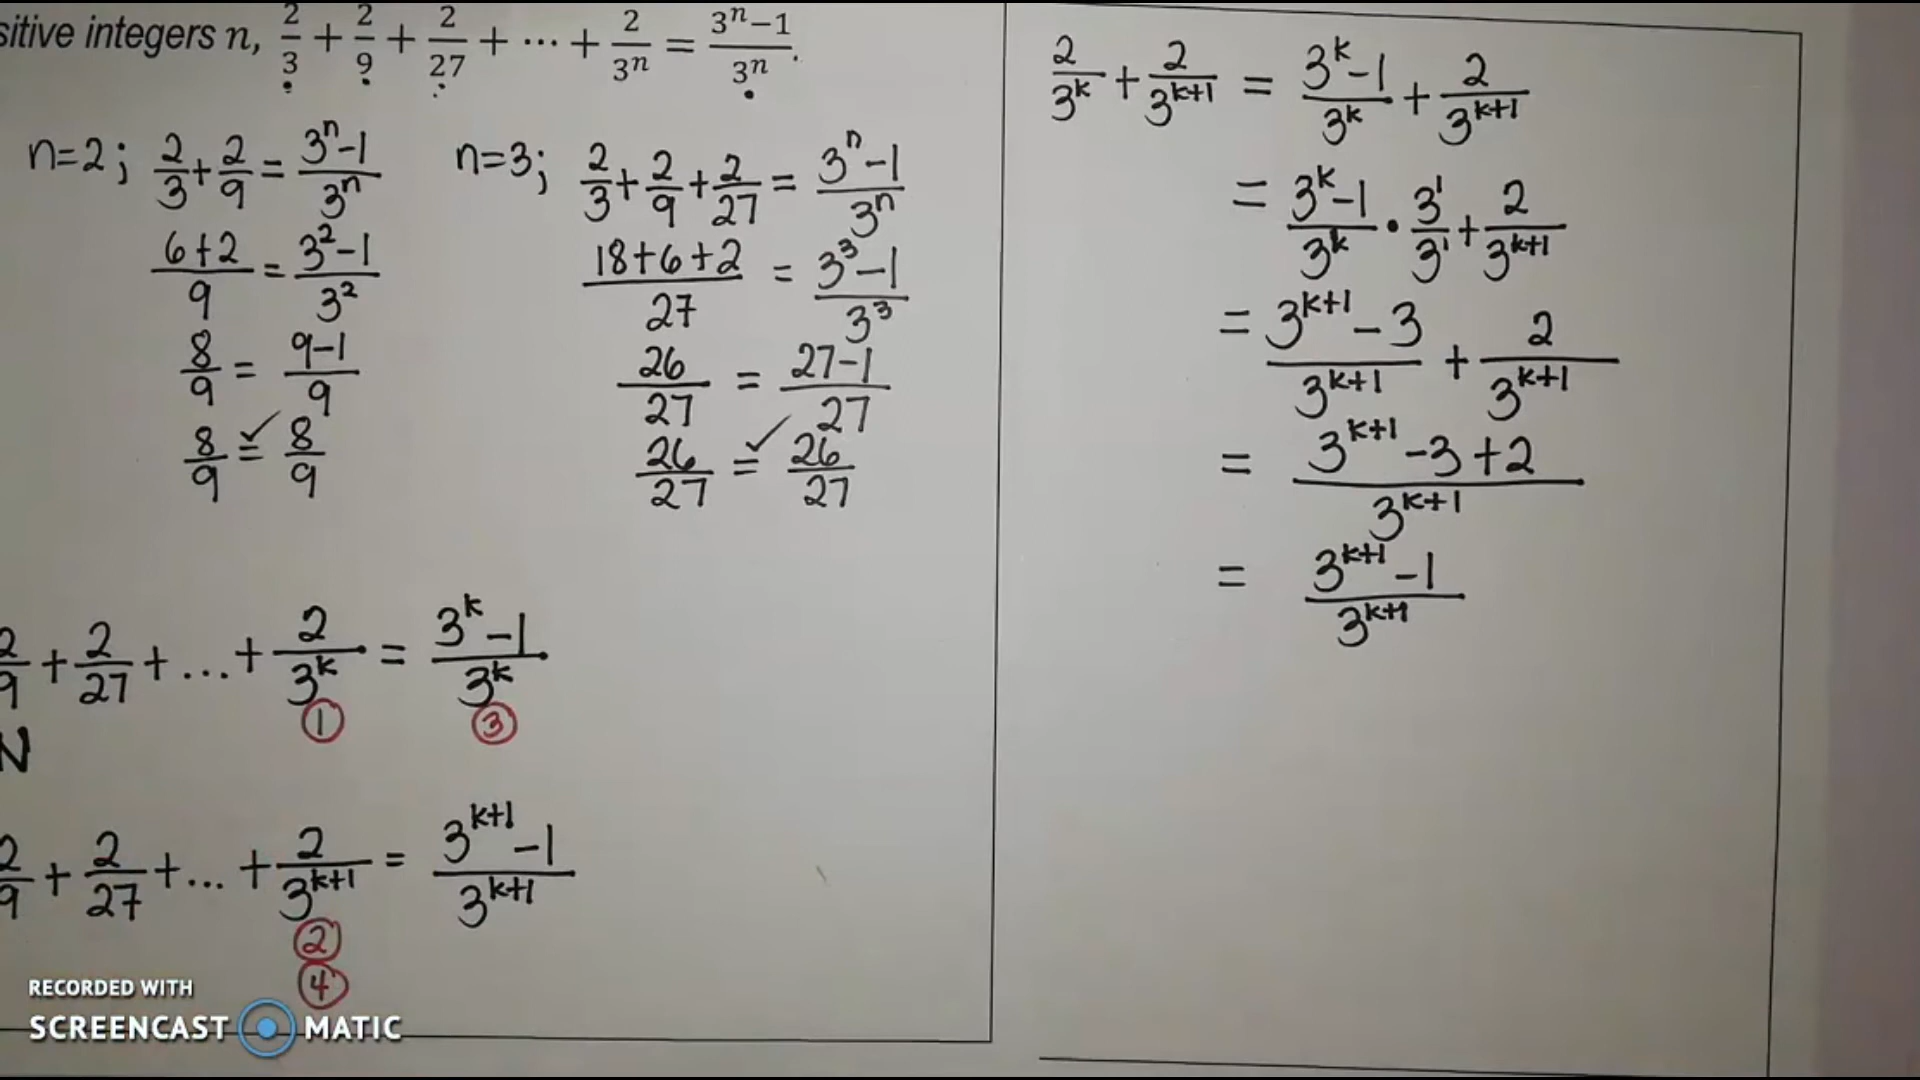 sitive integers n, 2/3 + 2/9 + 2/27 + ⋯ + 2/3ⁿ = (3ⁿ−1)/3ⁿ.
n=2; 2/3 + 2/9 = (3ⁿ−1)/3ⁿ
(6+2)/9 = (3²−1)/3²
8/9 = (9−1)/9
8/9 = 8/9 ✓
n=3; 2/3 + 2/9 + 2/27 = (3ⁿ−1)/3ⁿ
(18+6+2)/27 = (3³−1)/3³
26/27 = (27−1)/27
26/27 = 26/27 ✓
2/9 + 2/27 + ... + 2/3ᵏ = (3ᵏ−1)/3ᵏ
① ③
N
2/9 + 2/27 + ... + 2/3ᵏ⁺¹ = (3ᵏ⁺¹−1)/3ᵏ⁺¹
②
④
2/3ᵏ + 2/3ᵏ⁺¹ = (3ᵏ−1)/3ᵏ + 2/3ᵏ⁺¹
= (3ᵏ−1)/3ᵏ • 3¹/3¹ + 2/3ᵏ⁺¹
= (3ᵏ⁺¹−3)/3ᵏ⁺¹ + 2/3ᵏ⁺¹
= (3ᵏ⁺¹−3+2)/3ᵏ⁺¹
= (3ᵏ⁺¹−1)/3ᵏ⁺¹
RECORDED WITH
SCREENCAST MATIC